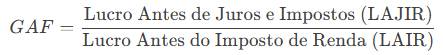 GAF = Lucro Antes de Juros e Impostos (LAJIR)
Lucro Antes do Imposto de Renda (LAIR)